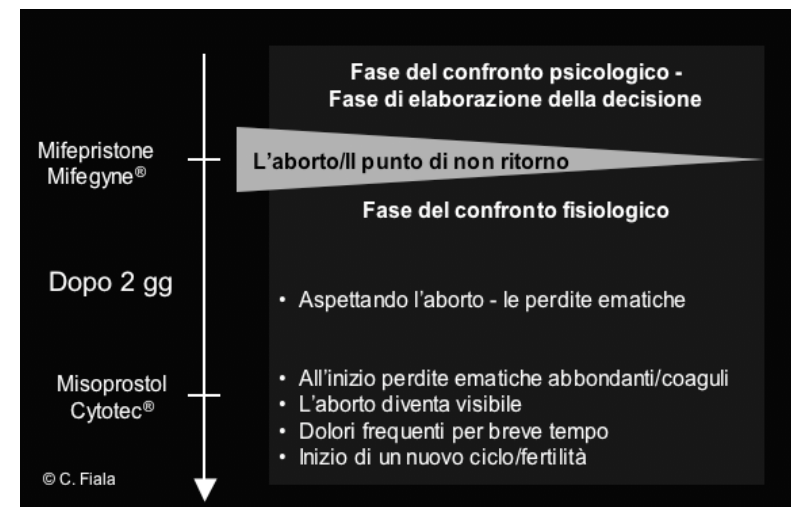 Fase del confronto psicologico -
Fase di elaborazione della decisione
Mifepristone
Mifegyne®
L'aborto/Il punto di non ritorno
Fase del confronto fisiologico
Dopo 2 gg
• Aspettando l'aborto - le perdite ematiche
Misoprostol
Cytotec®
• All'inizio perdite ematiche abbondanti/coaguli
• L'aborto diventa visibile
• Dolori frequenti per breve tempo
• Inizio di un nuovo ciclo/fertilità
© C. Fiala